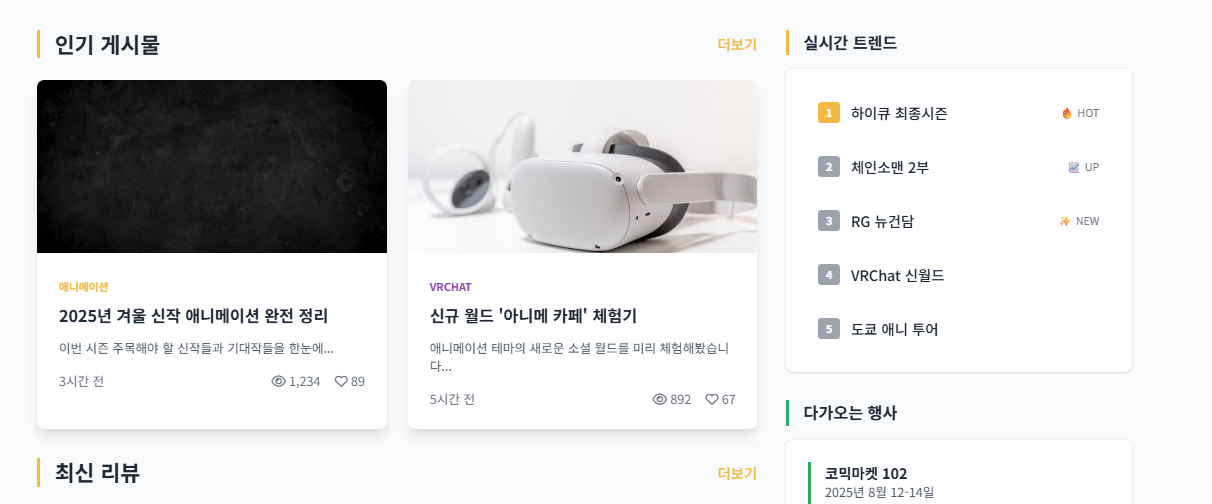 인기 게시물
더보기
애니메이션
2025년 겨울 신작 애니메이션 완전 정리
이번 시즌 주목해야 할 신작들과 기대작들을 한눈에...
3시간 전
1,234
89
VRCHAT
신규 월드 '아니메 카페' 체험기
애니메이션 테마의 새로운 소셜 월드를 미리 체험해봤습니
다...
5시간 전
892
67
최신 리뷰
더보기
실시간 트렌드
1 하이큐 최종시즌 HOT
2 체인소맨 2부 UP
3 RG 뉴건담 NEW
4 VRChat 신월드
5 도쿄 애니 투어
다가오는 행사
코믹마켓 102
2025년 8월 12-14일